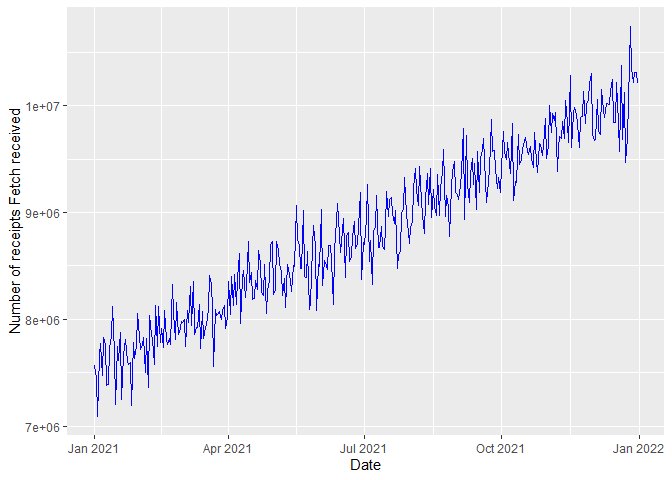 Number of receipts Fetch received
1e+07
9e+06
8e+06
7e+06
Jan 2021
Apr 2021
Jul 2021
Oct 2021
Jan 2022
Date